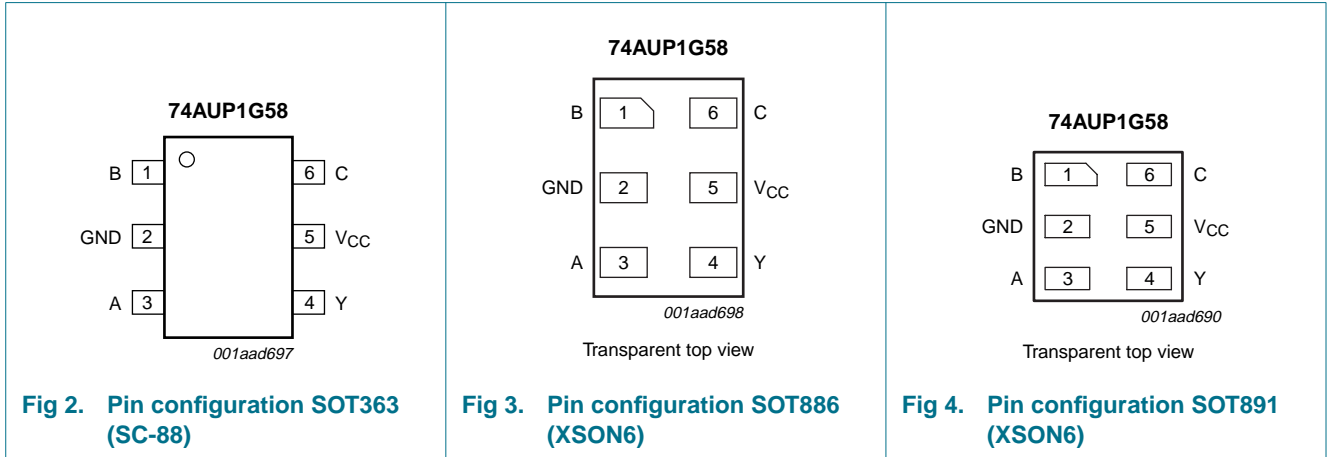 74AUP1G58
B 1 6 C
GND 2 5 VCC
A 3 4 Y
001aad697
Fig 2. Pin configuration SOT363
(SC-88)
74AUP1G58
B 1 6 C
GND 2 5 VCC
A 3 4 Y
001aad698
Transparent top view
Fig 3. Pin configuration SOT886
(XSON6)
74AUP1G58
B 1 6 C
GND 2 5 VCC
A 3 4 Y
001aad690
Transparent top view
Fig 4. Pin configuration SOT891
(XSON6)